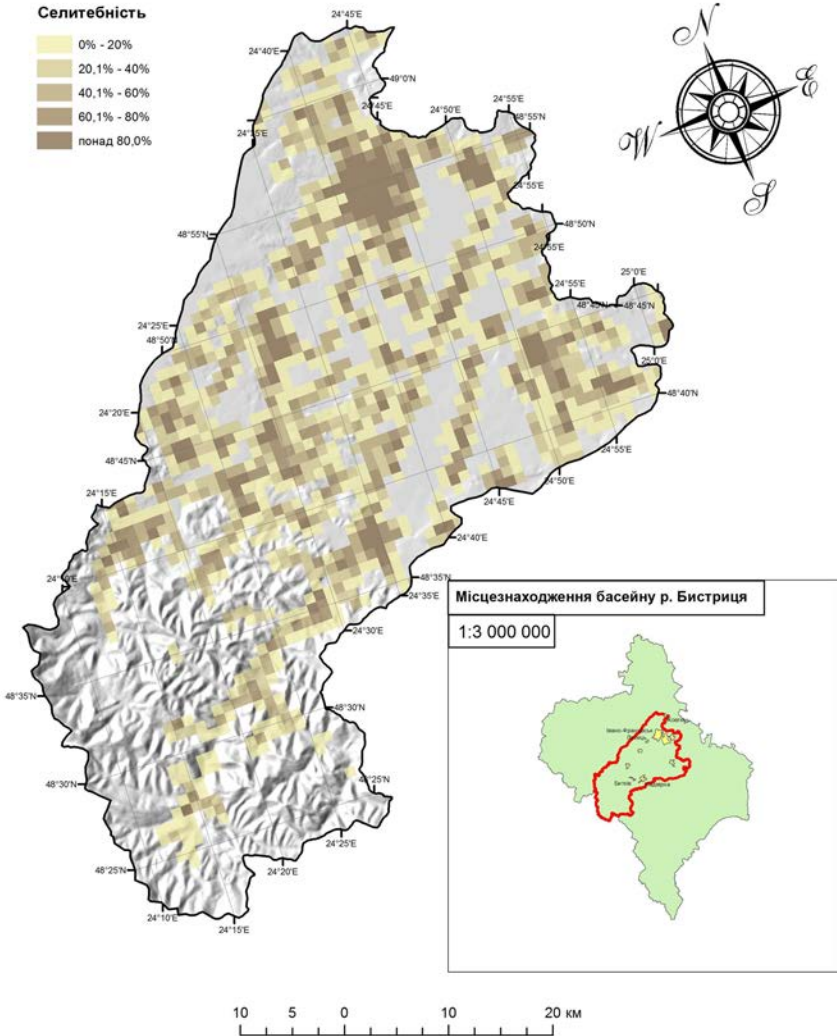 Селитебність
0% - 20%
20,1% - 40%
40,1% - 60%
60,1% - 80%
понад 80,0%
N
E
W
S
24°45'E
24°40'E
49°0'N
24°45'E
24°50'E
24°55'E
48°55'N
24°35'E
24°55'E
48°55'N
48°50'N
24°55'E
24°55'E
25°0'E
48°45'N
48°45'N
24°25'E
48°50'N
25°0'E
48°40'N
24°20'E
24°55'E
48°45'N
24°50'E
24°45'E
24°15'E
24°40'E
24°10'E
48°35'N
24°35'E
24°30'E
48°35'N
48°30'N
48°30'N
48°25'N
24°25'E
48°25'N
24°20'E
24°10'E
24°15'E
Місцезнаходження басейну р. Бистриця
1:3 000 000
10 5 0 10 20 км